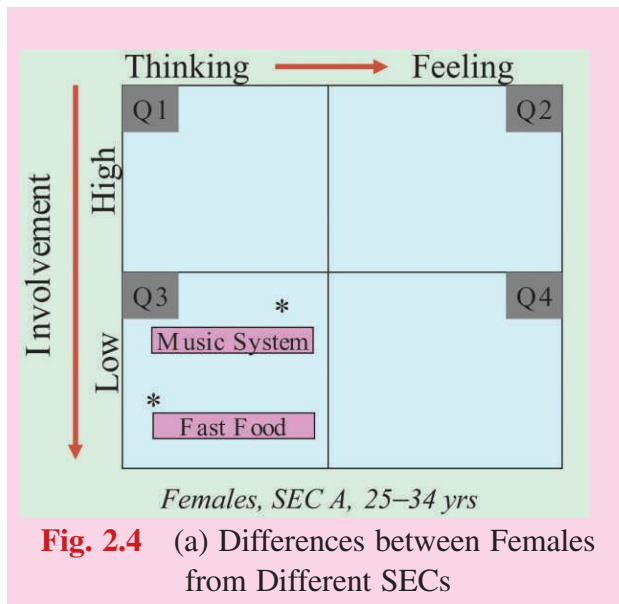 Thinking Feeling
Q1 Q2
High
Involvement
Q3 Q4
*
Music System
Low
*
Fast Food
Females, SEC A, 25–34 yrs
Fig. 2.4 (a) Differences between Females
from Different SECs